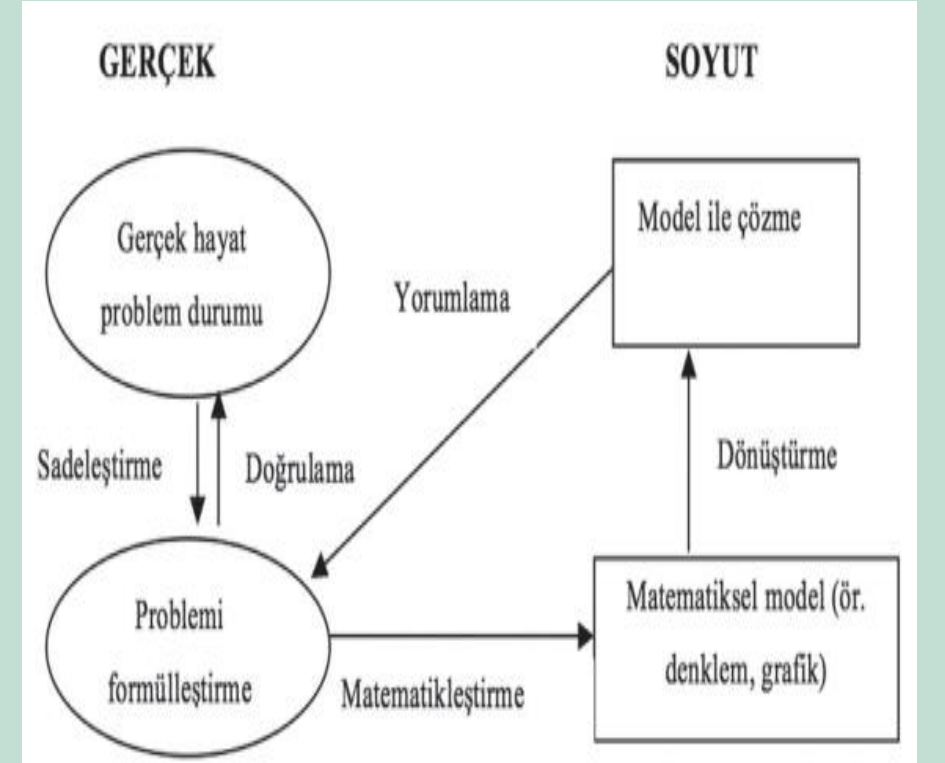 GERÇEK
SOYUT
Gerçek hayat
problem durumu
Model ile çözme
Yorumlama
Sadeleştirme
Doğrulama
Dönüştürme
Problemi
formülleştirme
Matematikleştirme
Matematiksel model (ör.
denklem, grafik)